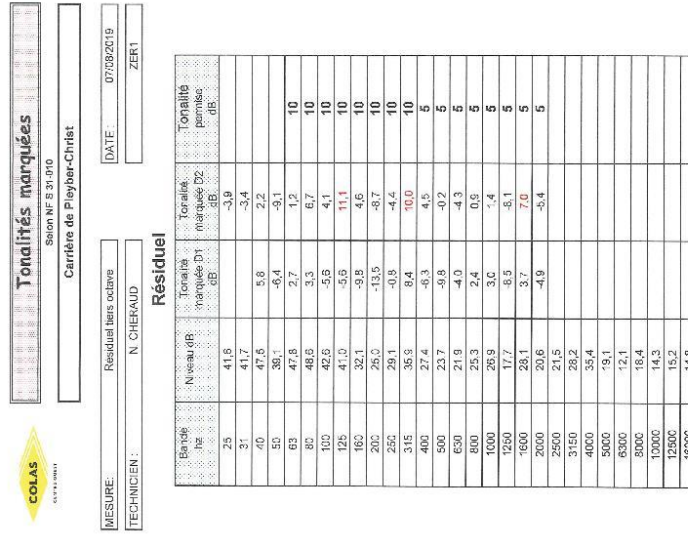 COLAS
CENTRE OUEST
Tonalités marquées
Selon NF S 31-010
Carrière de Pleyber-Christ
MESURE: Residuel tiers octave DATE : 07/08/2019
TECHNICIEN : N CHERAUD ZER1
Résiduel
Bande hz Niveau dB Tonalité marquée D1 dB Tonalité marquée D2 dB Tonalité permise dB
25 41,6 -3,9
31 41,7 -3,4
40 47,6 5,8 2,2
50 39,1 -6,4 -9,1
63 47,8 2,7 1,2 10
80 48,6 3,3 6,7 10
100 42,6 -5,6 4,1 10
125 41,0 -5,6 11,1 10
160 32,1 -9,8 4,6 10
200 25,0 -13,5 -8,7 10
250 29,1 -0,8 -4,4 10
315 35,9 8,4 10,0 10
400 27,4 -6,3 4,5 5
500 23,7 -9,8 -0,2 5
630 21,9 -4,0 -4,3 5
800 25,3 2,4 0,9 5
1000 26,9 3,0 1,4 5
1250 17,7 -8,5 -8,1 5
1600 28,1 3,7 7,0 5
2000 20,6 -4,9 -5,4 5
2500 21,5
3150 28,2
4000 35,4
5000 19,1
6300 12,1
8000 18,4
10000 14,3
12500 15,2